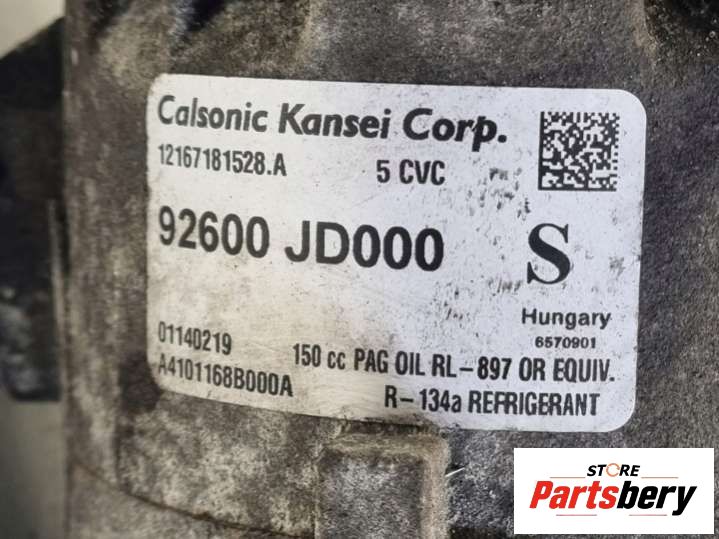 Calsonic Kansei Corp.
12167181528.A 5 CVC
92600 JD000 S
Hungary
6570901
01140219
150 cc PAG OIL RL-897 OR EQUIV.
A4101168B000A
R-134a REFRIGERANT
STORE
Partsbery